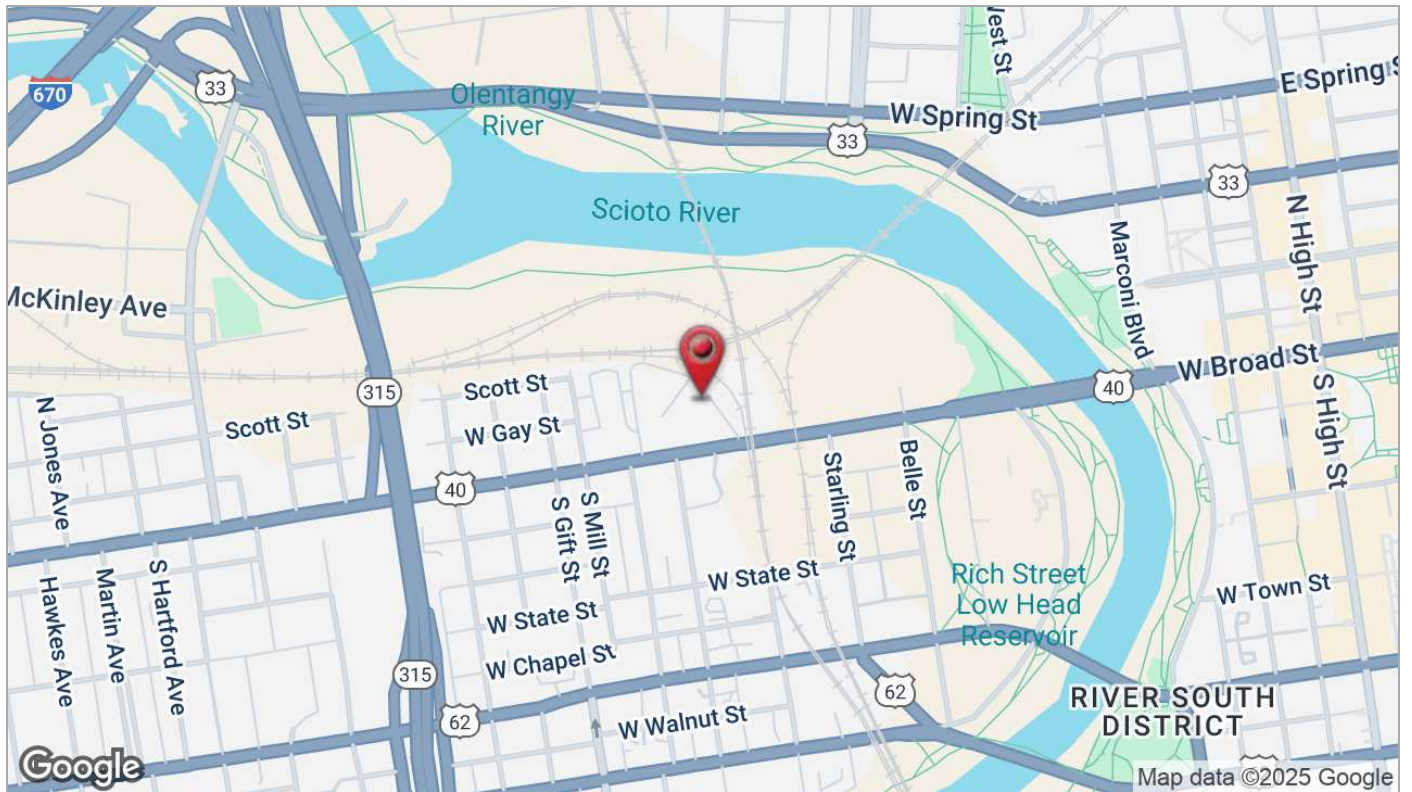 West St
E Spring S
670
33
Olentangy
River
W Spring St
33
33
Scioto River
N High St
Marconi Blvd
McKinley Ave
W Broad St
40
Scott St
315
N Jones Ave
Scott St
W Gay St
S High St
40
S Gift St
S Mill St
Starling St
Belle St
Hawkes Ave
Martin Ave
S Hartford Ave
W State St
Rich Street
Low Head
Reservoir
W Town St
W State St
W Chapel St
315
62
62
W Walnut St
RIVER SOUTH
DISTRICT
Google
Map data ©2025 Google